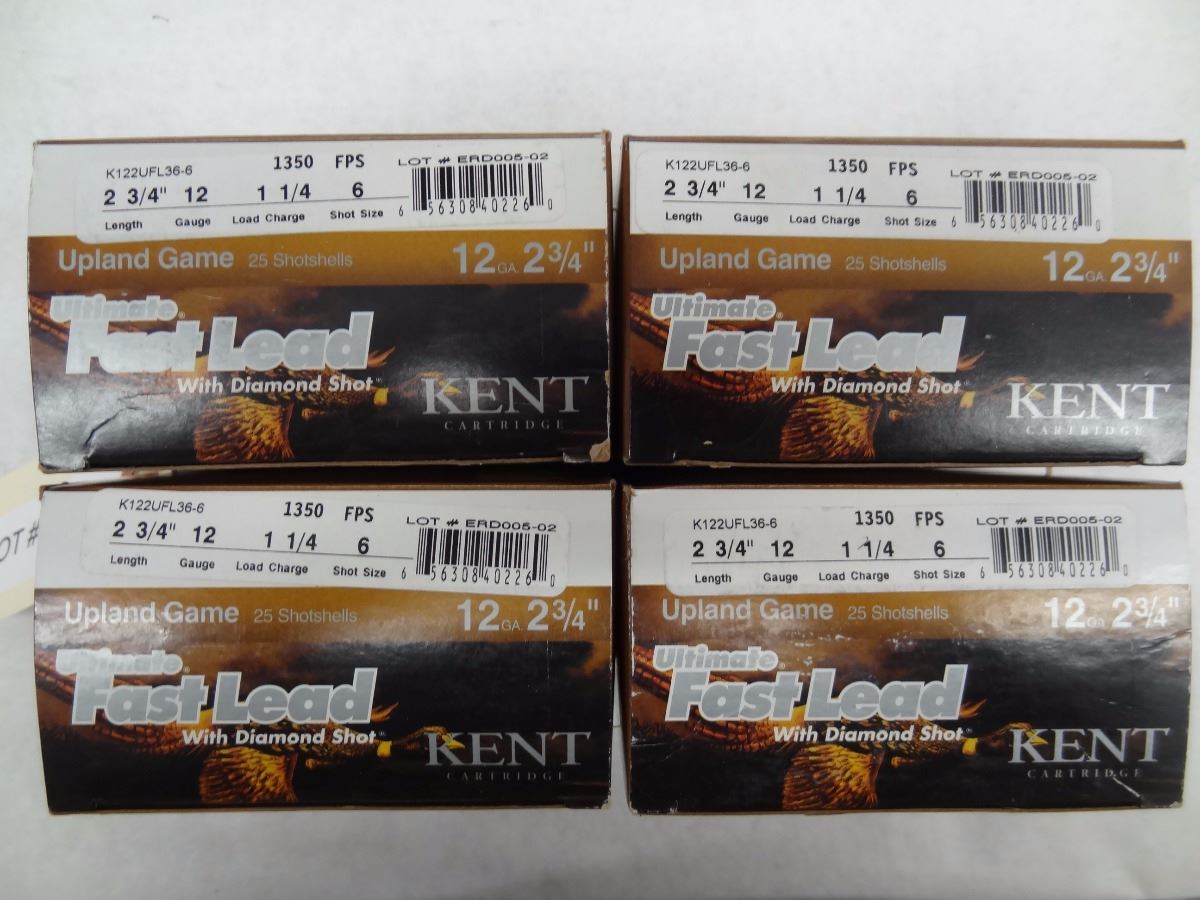 K122UFL36-6 1350 FPS LOT # ERD005-02
2 3/4" 12 1 1/4 6
Length Gauge Load Charge Shot Size
6 56308 40226 0
Upland Game 25 Shotshells 12 GA. 2 3/4"
Ultimate
Fast Lead
With Diamond Shot
KENT
CARTRIDGE
K122UFL36-6 1350 FPS LOT # ERD005-02
2 3/4" 12 1 1/4 6
Length Gauge Load Charge Shot Size
6 56308 40226 0
Upland Game 25 Shotshells 12 GA. 2 3/4"
Ultimate®
Fast Lead
With Diamond Shot
KENT
CARTRIDGE
OT #
K122UFL36-6 1350 FPS LOT # ERD005-02
2 3/4" 12 1 1/4 6
Length Gauge Load Charge Shot Size
6 56308 40226 0
Upland Game 25 Shotshells 12 GA. 2 3/4"
Ultimate®
Fast Lead
With Diamond Shot®
KENT
CARTRIDGE
K122UFL36-6 1350 FPS LOT # ERD005-02
2 3/4" 12 1 1/4 6
Length Gauge Load Charge Shot Size
6 56308 40226 0
Upland Game 25 Shotshells 12 GA. 2 3/4"
Ultimate®
Fast Lead
With Diamond Shot®
KENT
CARTRIDGE